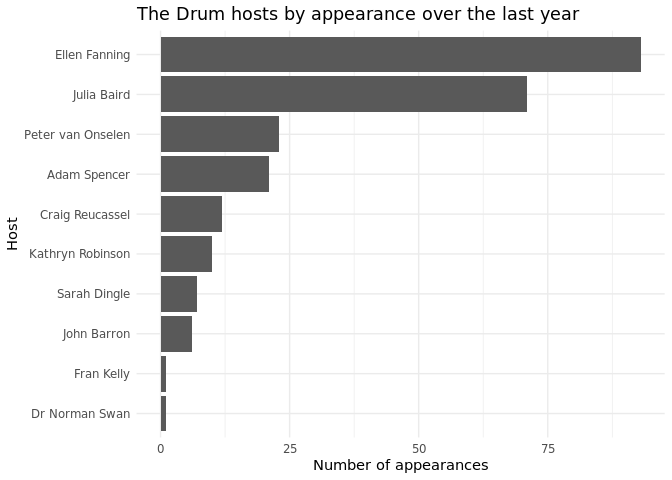 The Drum hosts by appearance over the last year
Host
Ellen Fanning
Julia Baird
Peter van Onselen
Adam Spencer
Craig Reucassel
Kathryn Robinson
Sarah Dingle
John Barron
Fran Kelly
Dr Norman Swan
0 25 50 75
Number of appearances